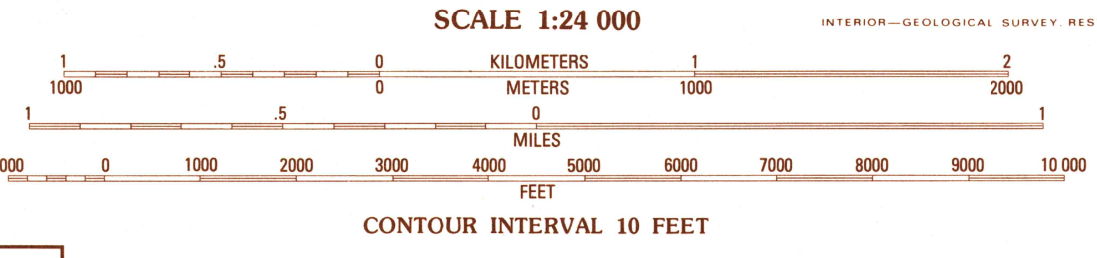 SCALE 1:24 000
INTERIOR—GEOLOGICAL SURVEY. RES
1 .5 0 KILOMETERS 1 2
1000 0 METERS 1000 2000
1 .5 0 1
MILES
000 0 1000 2000 3000 4000 5000 6000 7000 8000 9000 10 000
FEET
CONTOUR INTERVAL 10 FEET